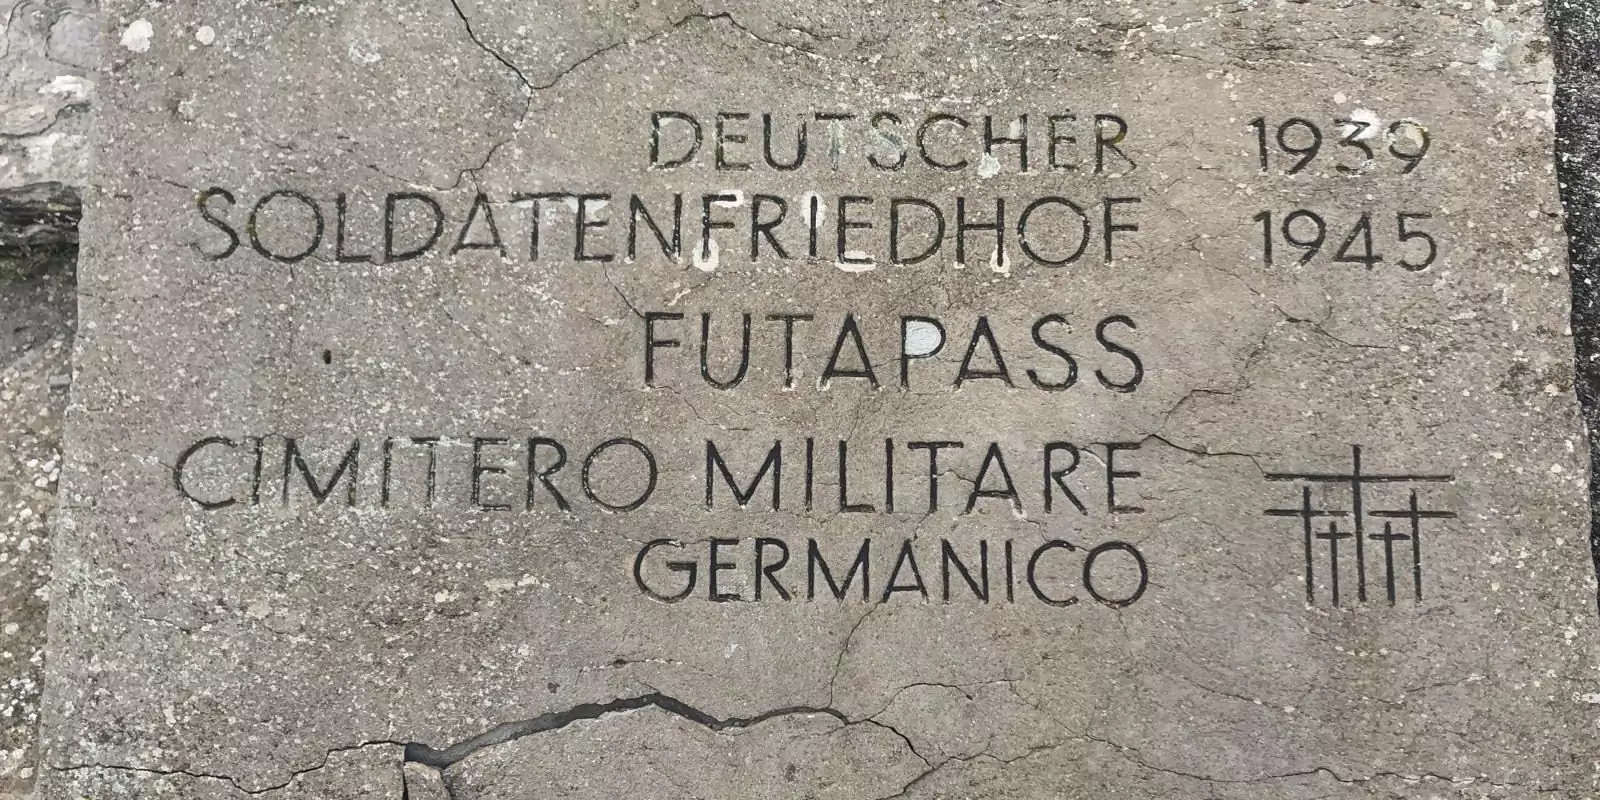 DEUTSCHER 1939
SOLDATENFRIEDHOF 1945
FUTAPASS
CIMITERO MILITARE
GERMANICO